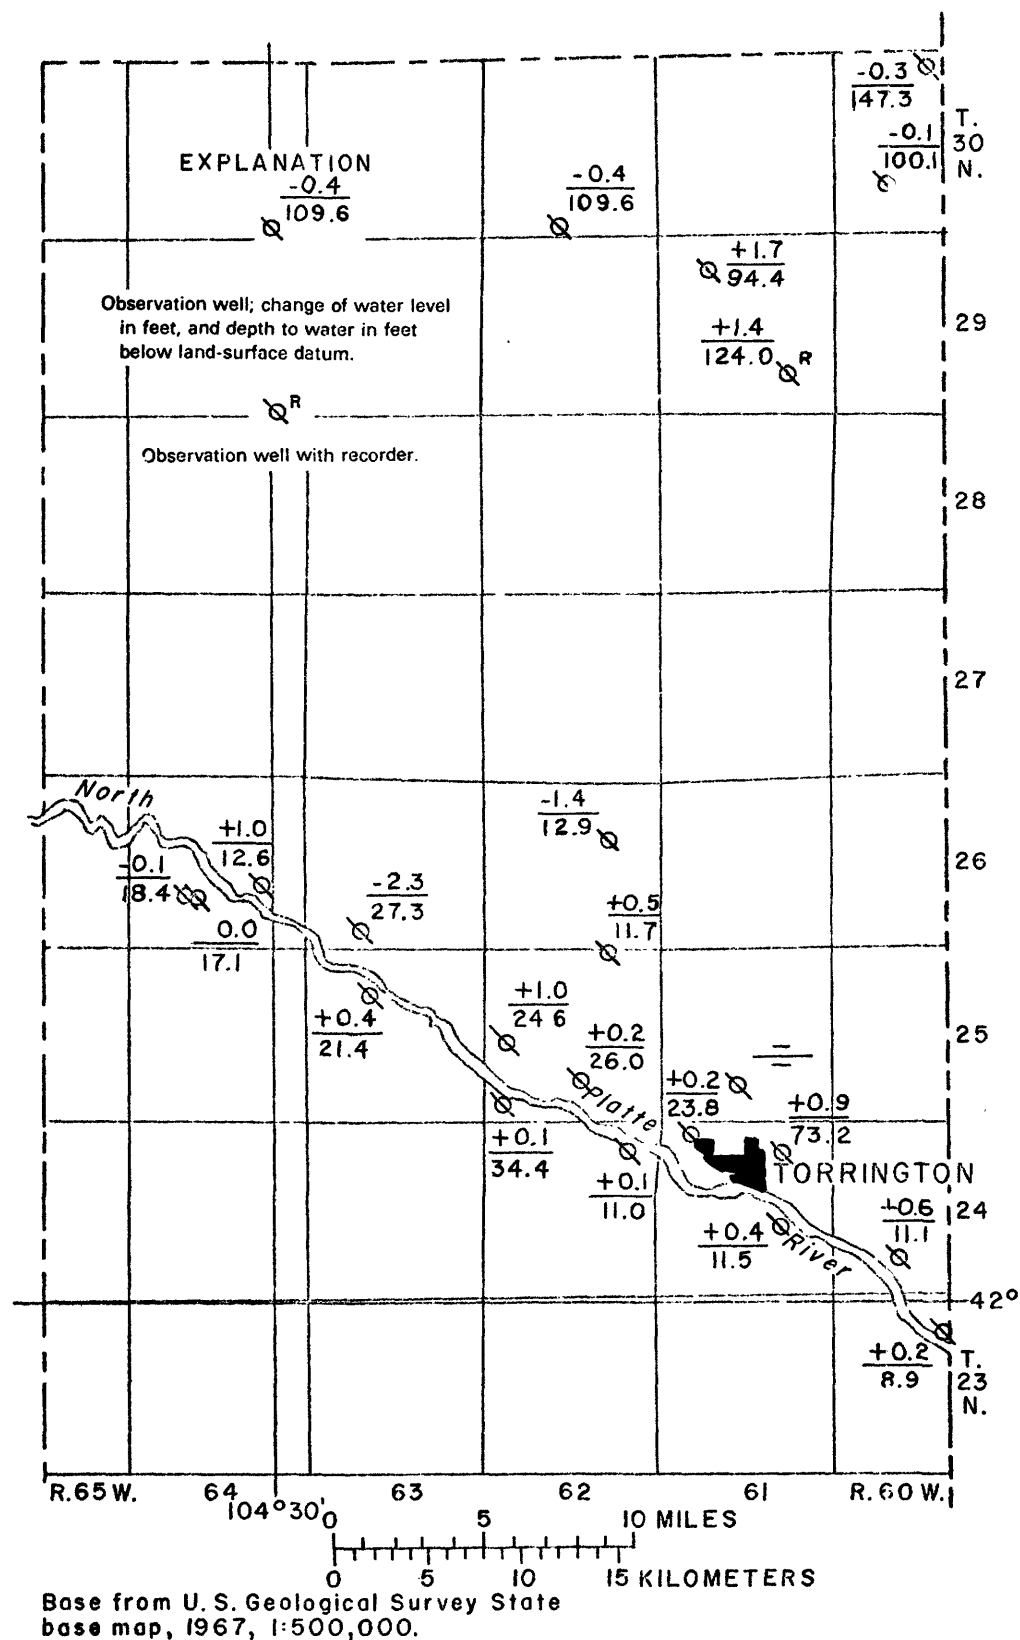 -0.3
147.3
T.
30
N.
-0.1
100.1
EXPLANATION
-0.4
109.6
-0.4
109.6
+1.7
94.4
Observation well; change of water level
in feet, and depth to water in feet
below land-surface datum.
29
+1.4
124.0
R
R
Observation well with recorder.
28
27
North
-1.4
12.9
+1.0
12.6
26
-0.1
18.4
-2.3
27.3
+0.5
11.7
0.0
17.1
+1.0
24 6
+0.4
21.4
+0.2
26.0
25
Platte
+0.2
23.8
+0.9
73.2
+0.1
34.4
TORRINGTON
+0.1
11.0
+0.6
11.1
24
+0.4
11.5
River
42°
+0.2
8.9
T.
23
N.
R.65 W. 64 63 62 61 R.60 W.
104°30'
0 5 10 MILES
0 5 10 15 KILOMETERS
Base from U.S. Geological Survey State
base map, 1967, 1:500,000.